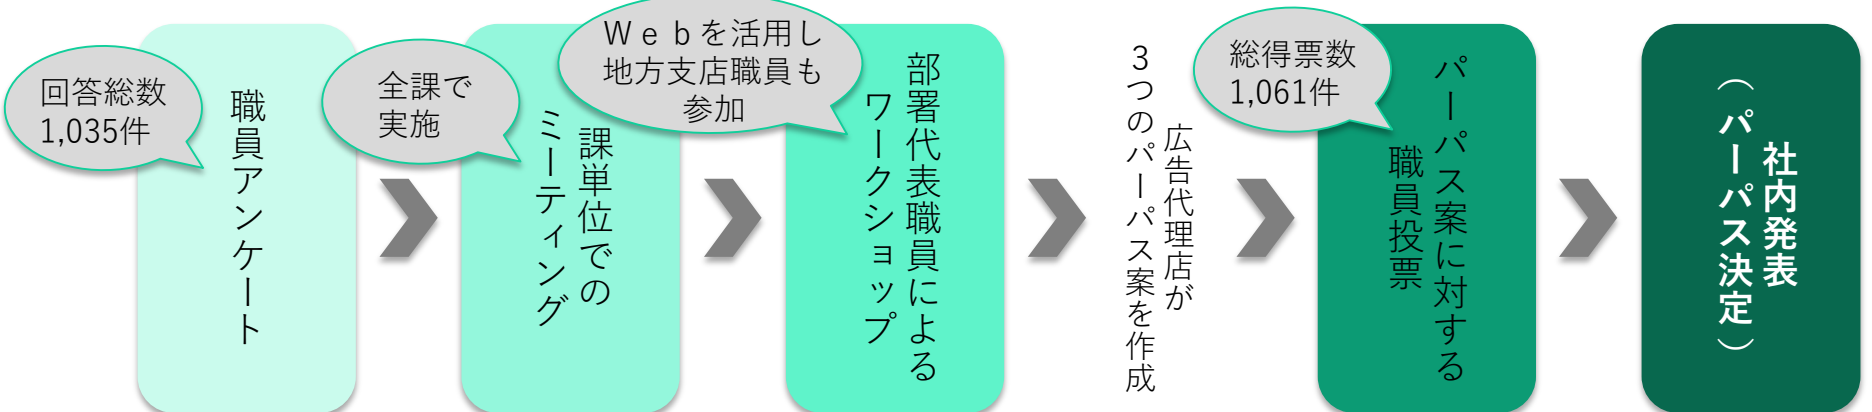 回答総数
1,035件
職員アンケート
全課で
実施
課単位での
ミーティング
Ｗｅｂを活用し
地方支店職員も
参加
部署代表職員による
ワークショップ
広告代理店が
３つのパーパス案を作成
総得票数
1,061件
パーパス案に対する
職員投票
社内発表
（パーパス決定）